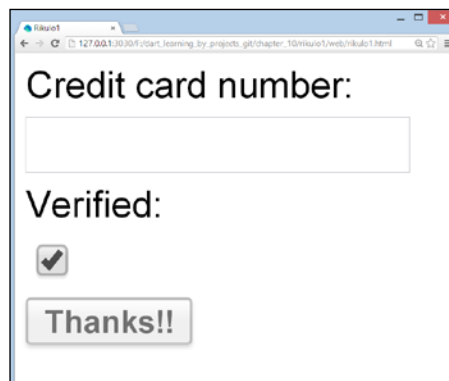 Rikulo1
127.0.0.1:3030/F:/dart_learning_by_projects_git/chapter_10/rikulo1/web/rikulo1.html
Credit card number:
Verified:
Thanks!!